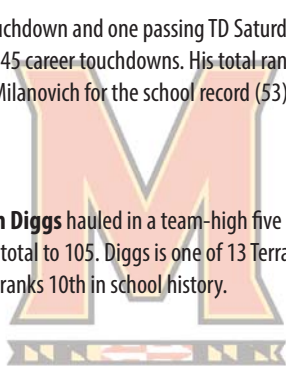 uchdown and one passing TD Saturd
45 career touchdowns. His total ran
Milanovich for the school record (53)
n Diggs hauled in a team-high five
total to 105. Diggs is one of 13 Terra
ranks 10th in school history.
M